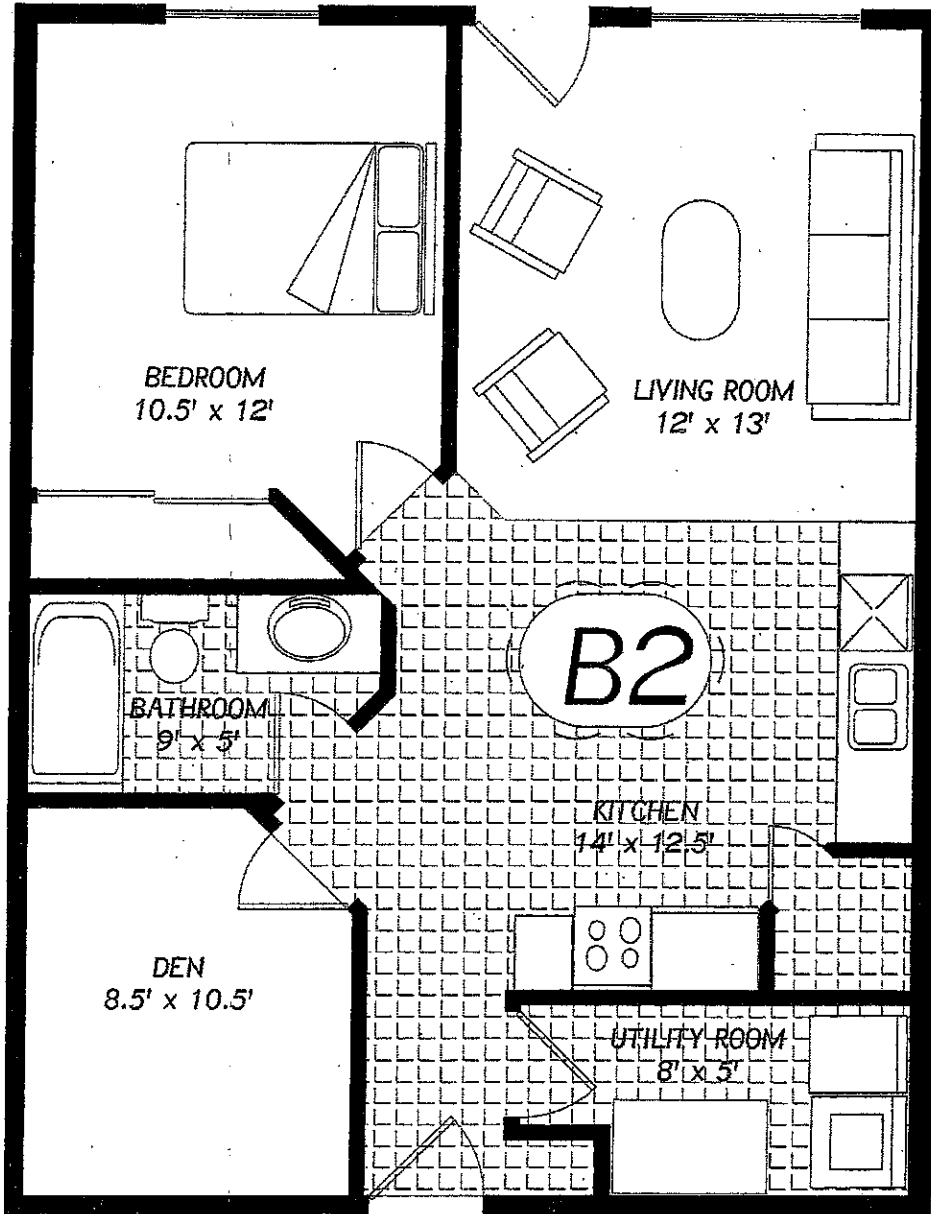 BEDROOM
10.5' x 12'
LIVING ROOM
12' x 13'
B2
BATHROOM
9' x 5'
KITCHEN
14' x 12.5'
DEN
8.5' x 10.5'
UTILITY ROOM
8' x 5'